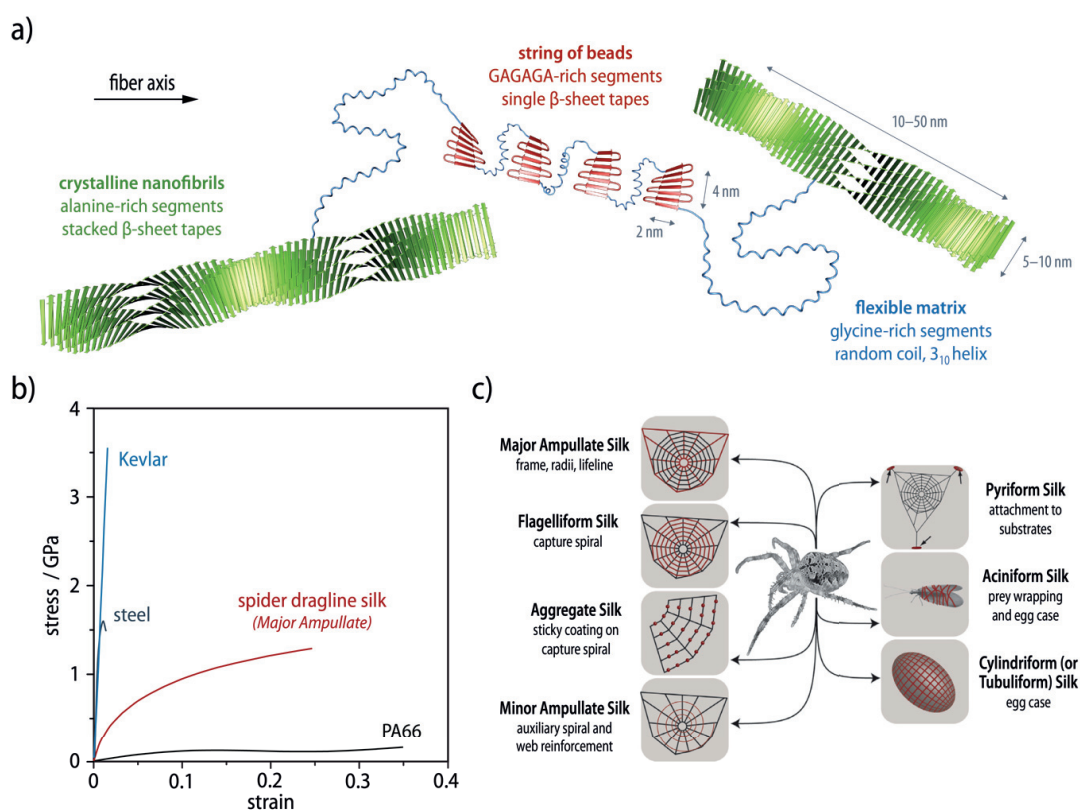 a)
fiber axis
string of beads
GAGAGA-rich segments
single β-sheet tapes
10–50 nm
crystalline nanofibrils
alanine-rich segments
stacked β-sheet tapes
4 nm
2 nm
5–10 nm
flexible matrix
glycine-rich segments
random coil, 3₁₀ helix
b)
stress / GPa
4
3
2
1
0
Kevlar
steel
spider dragline silk
(Major Ampullate)
PA66
0
0.1
0.2
0.3
0.4
strain
c)
Major Ampullate Silk
frame, radii, lifeline
Flagelliform Silk
capture spiral
Aggregate Silk
sticky coating on
capture spiral
Minor Ampullate Silk
auxiliary spiral and
web reinforcement
Pyriform Silk
attachment to
substrates
Aciniform Silk
prey wrapping
and egg case
Cylindriform (or
Tubuliform) Silk
egg case